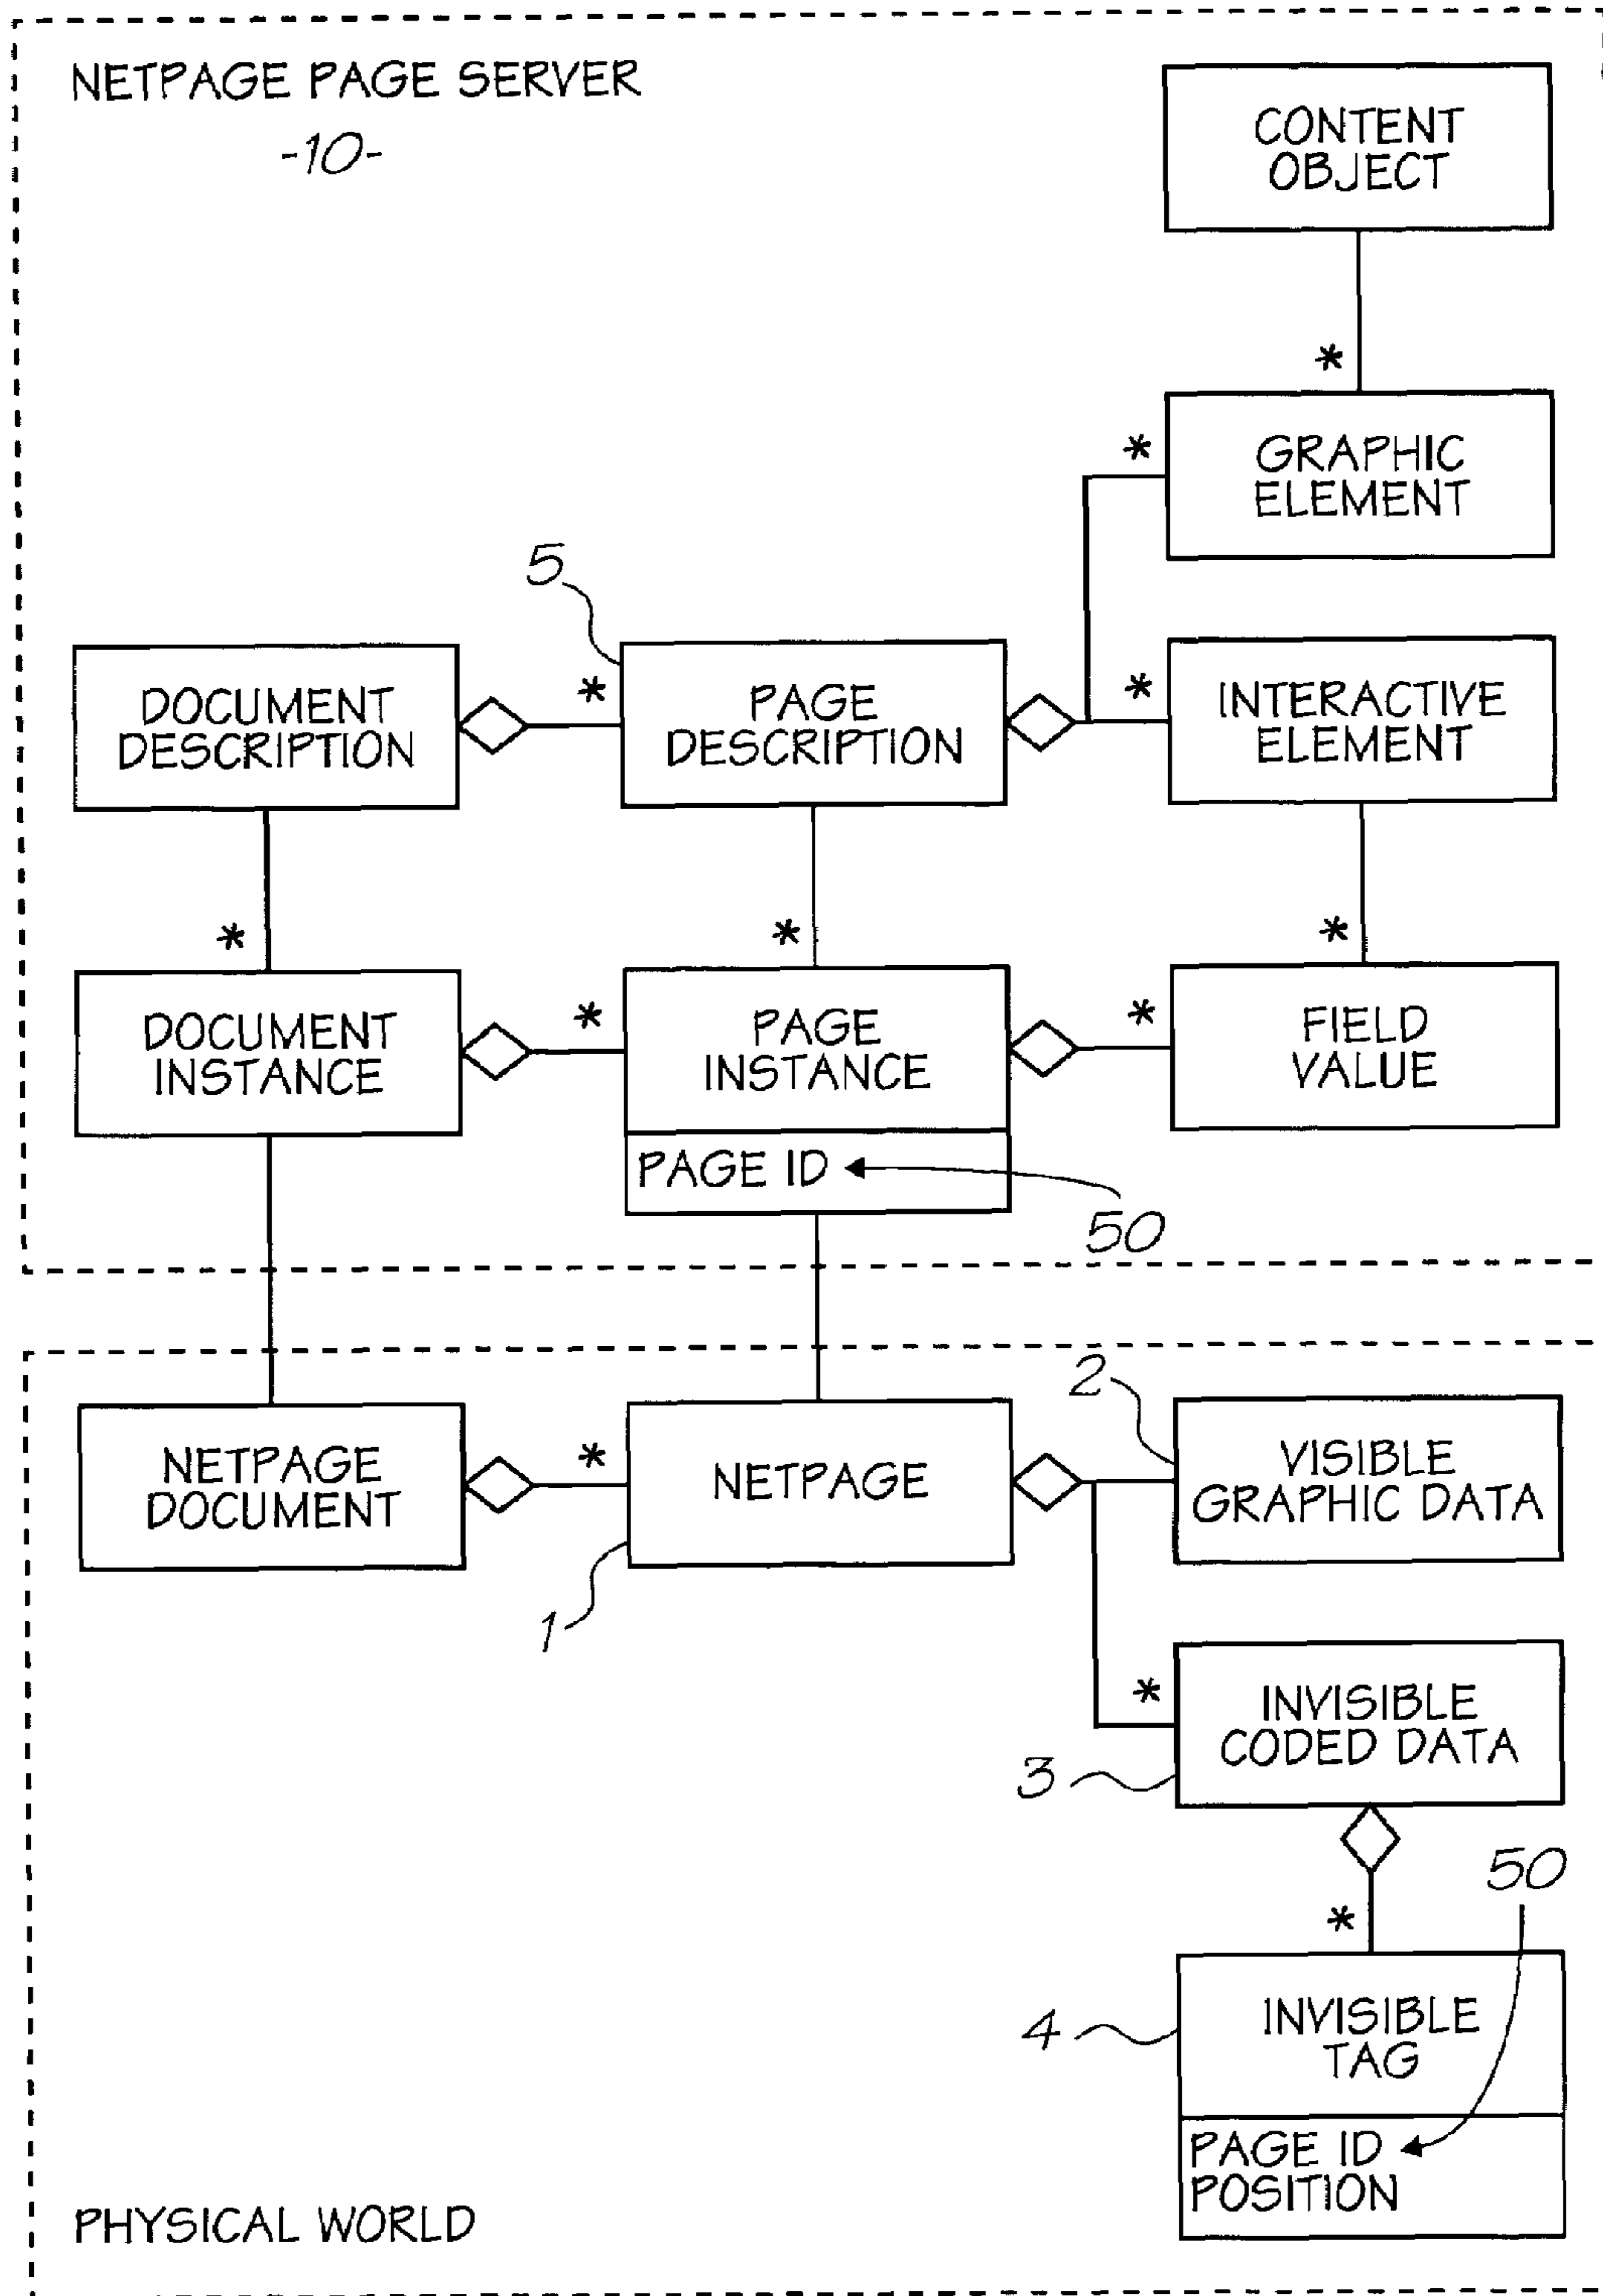 NETPAGE PAGE SERVER
-10-
CONTENT
OBJECT
*
*
GRAPHIC
ELEMENT
5
DOCUMENT
DESCRIPTION
*
PAGE
DESCRIPTION
*
INTERACTIVE
ELEMENT
*
*
*
DOCUMENT
INSTANCE
*
PAGE
INSTANCE
*
FIELD
VALUE
PAGE ID
50
2
NETPAGE
DOCUMENT
*
NETPAGE
VISIBLE
GRAPHIC DATA
1
*
INVISIBLE
CODED DATA
3
50
*
4
INVISIBLE
TAG
PAGE ID
POSITION
PHYSICAL WORLD